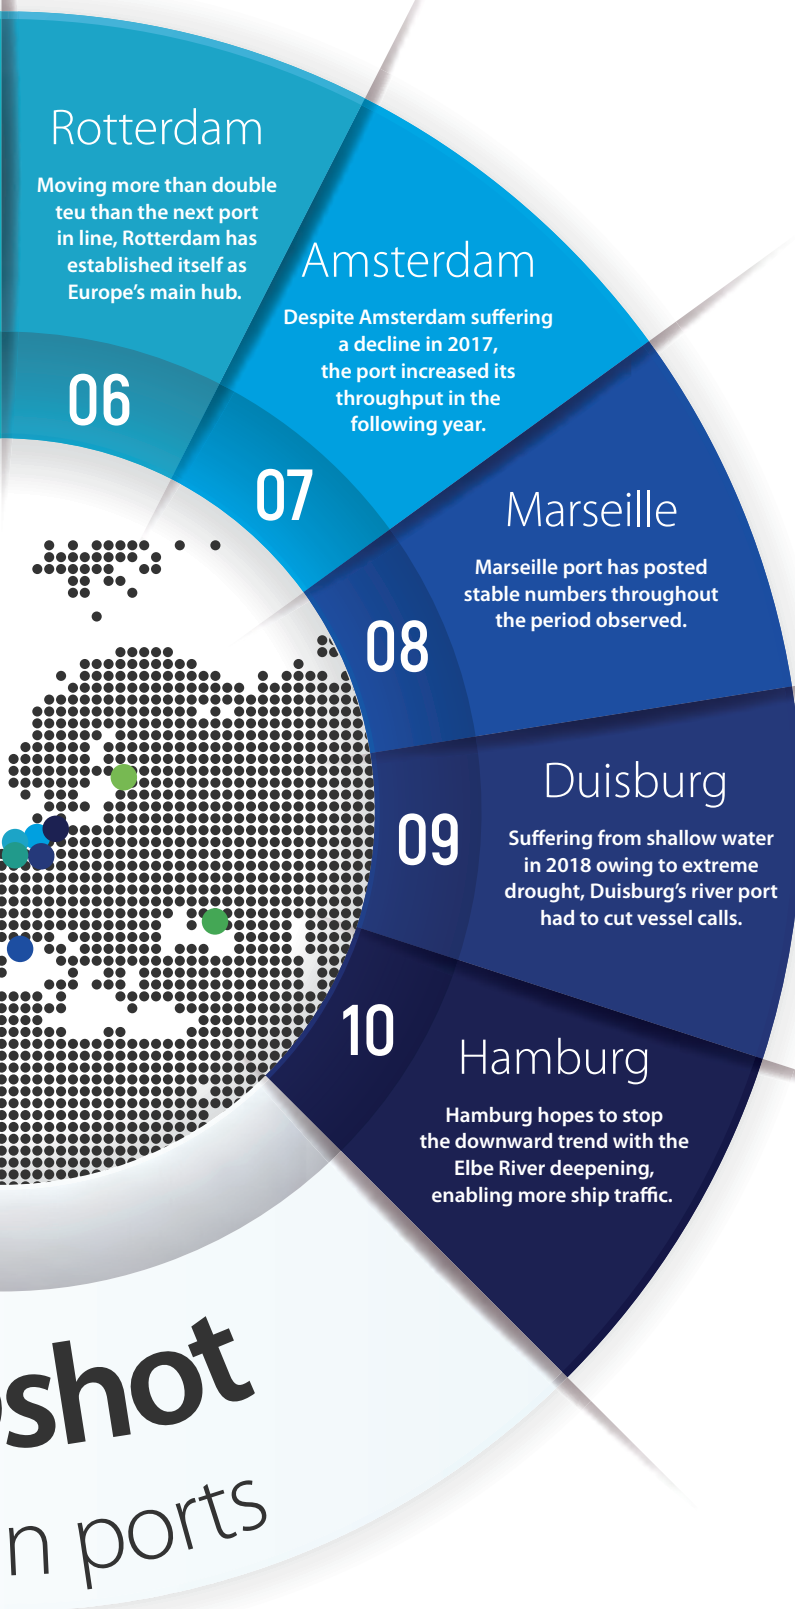 Rotterdam
Moving more than double
teu than the next port
in line, Rotterdam has
established itself as
Europe's main hub.
06
Amsterdam
Despite Amsterdam suffering
a decline in 2017,
the port increased its
throughput in the
following year.
07
Marseille
Marseille port has posted
stable numbers throughout
the period observed.
08
Duisburg
Suffering from shallow water
in 2018 owing to extreme
drought, Duisburg's river port
had to cut vessel calls.
09
Hamburg
Hamburg hopes to stop
the downward trend with the
Elbe River deepening,
enabling more ship traffic.
10
shot
n ports